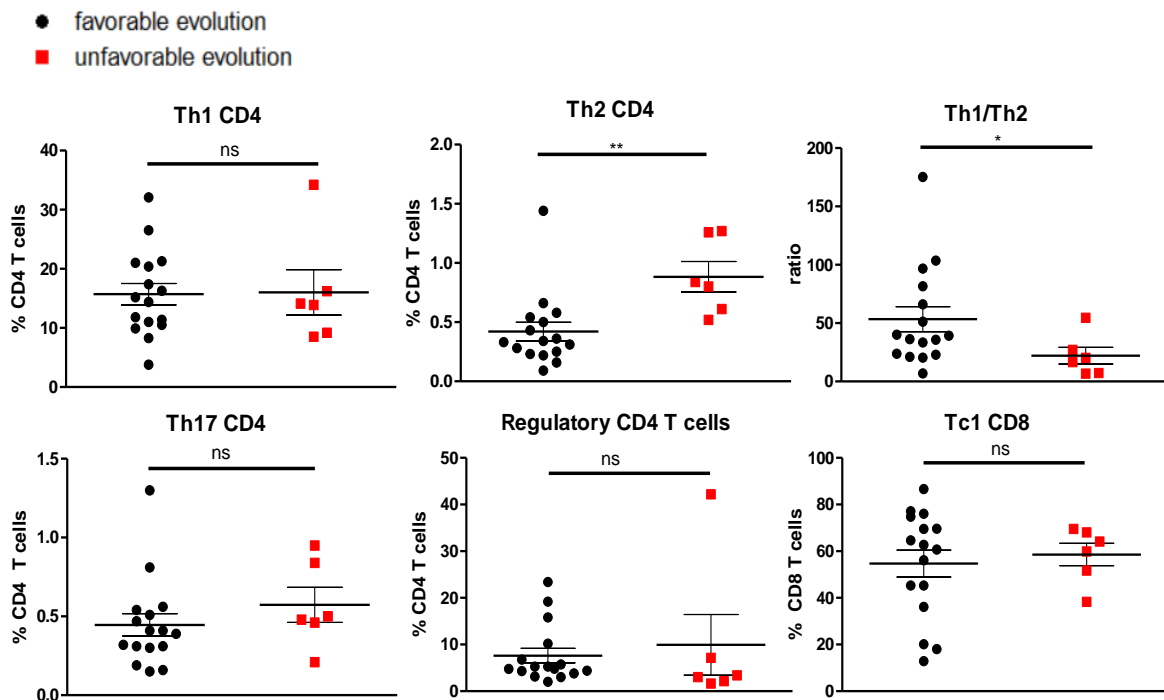 favorable evolution
unfavorable evolution
Th1 CD4
ns
% CD4 T cells
40
30
20
10
0
Th2 CD4
**
% CD4 T cells
2.0
1.5
1.0
0.5
0.0
Th1/Th2
*
ratio
200
150
100
50
0
Th17 CD4
ns
% CD4 T cells
1.5
1.0
0.5
0.0
Regulatory CD4 T cells
ns
% CD4 T cells
50
40
30
20
10
0
Tc1 CD8
ns
% CD8 T cells
100
80
60
40
20
0